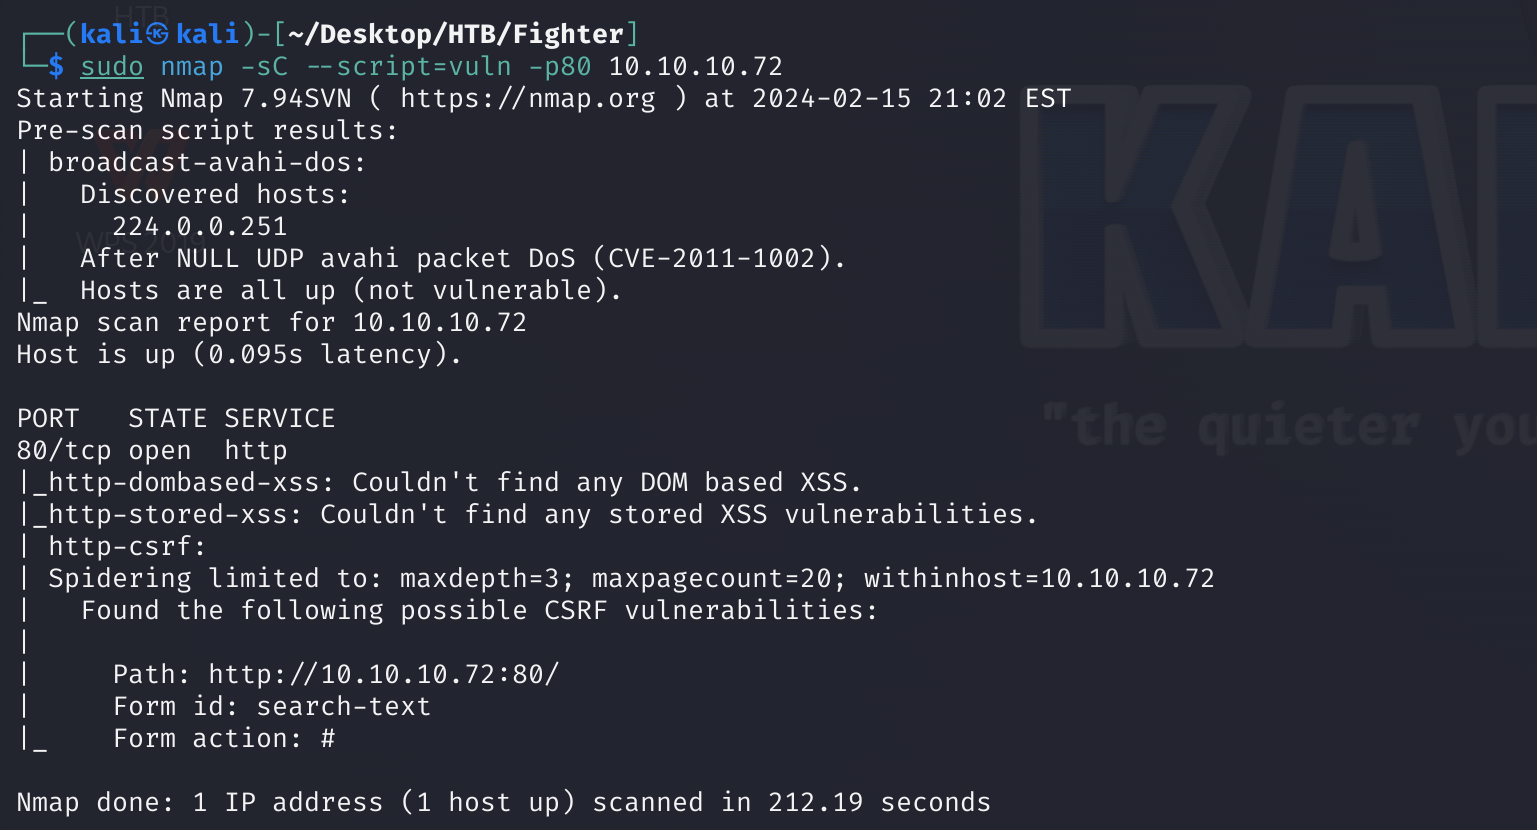 HTB
┌──(kali㉿kali)-[~/Desktop/HTB/Fighter]
└─$ sudo nmap -sC --script=vuln -p80 10.10.10.72
Starting Nmap 7.94SVN ( https://nmap.org ) at 2024-02-15 21:02 EST
Pre-scan script results:
| broadcast-avahi-dos:
|   Discovered hosts:
|     224.0.0.251
WPS 2019
|   After NULL UDP avahi packet DoS (CVE-2011-1002).
|_  Hosts are all up (not vulnerable).
Nmap scan report for 10.10.10.72
Host is up (0.095s latency).
KA
PORT   STATE SERVICE
"the quieter you
80/tcp open  http
|_http-dombased-xss: Couldn't find any DOM based XSS.
|_http-stored-xss: Couldn't find any stored XSS vulnerabilities.
| http-csrf:
| Spidering limited to: maxdepth=3; maxpagecount=20; withinhost=10.10.10.72
|   Found the following possible CSRF vulnerabilities:
|
|     Path: http://10.10.10.72:80/
|     Form id: search-text
|_    Form action: #
Nmap done: 1 IP address (1 host up) scanned in 212.19 seconds